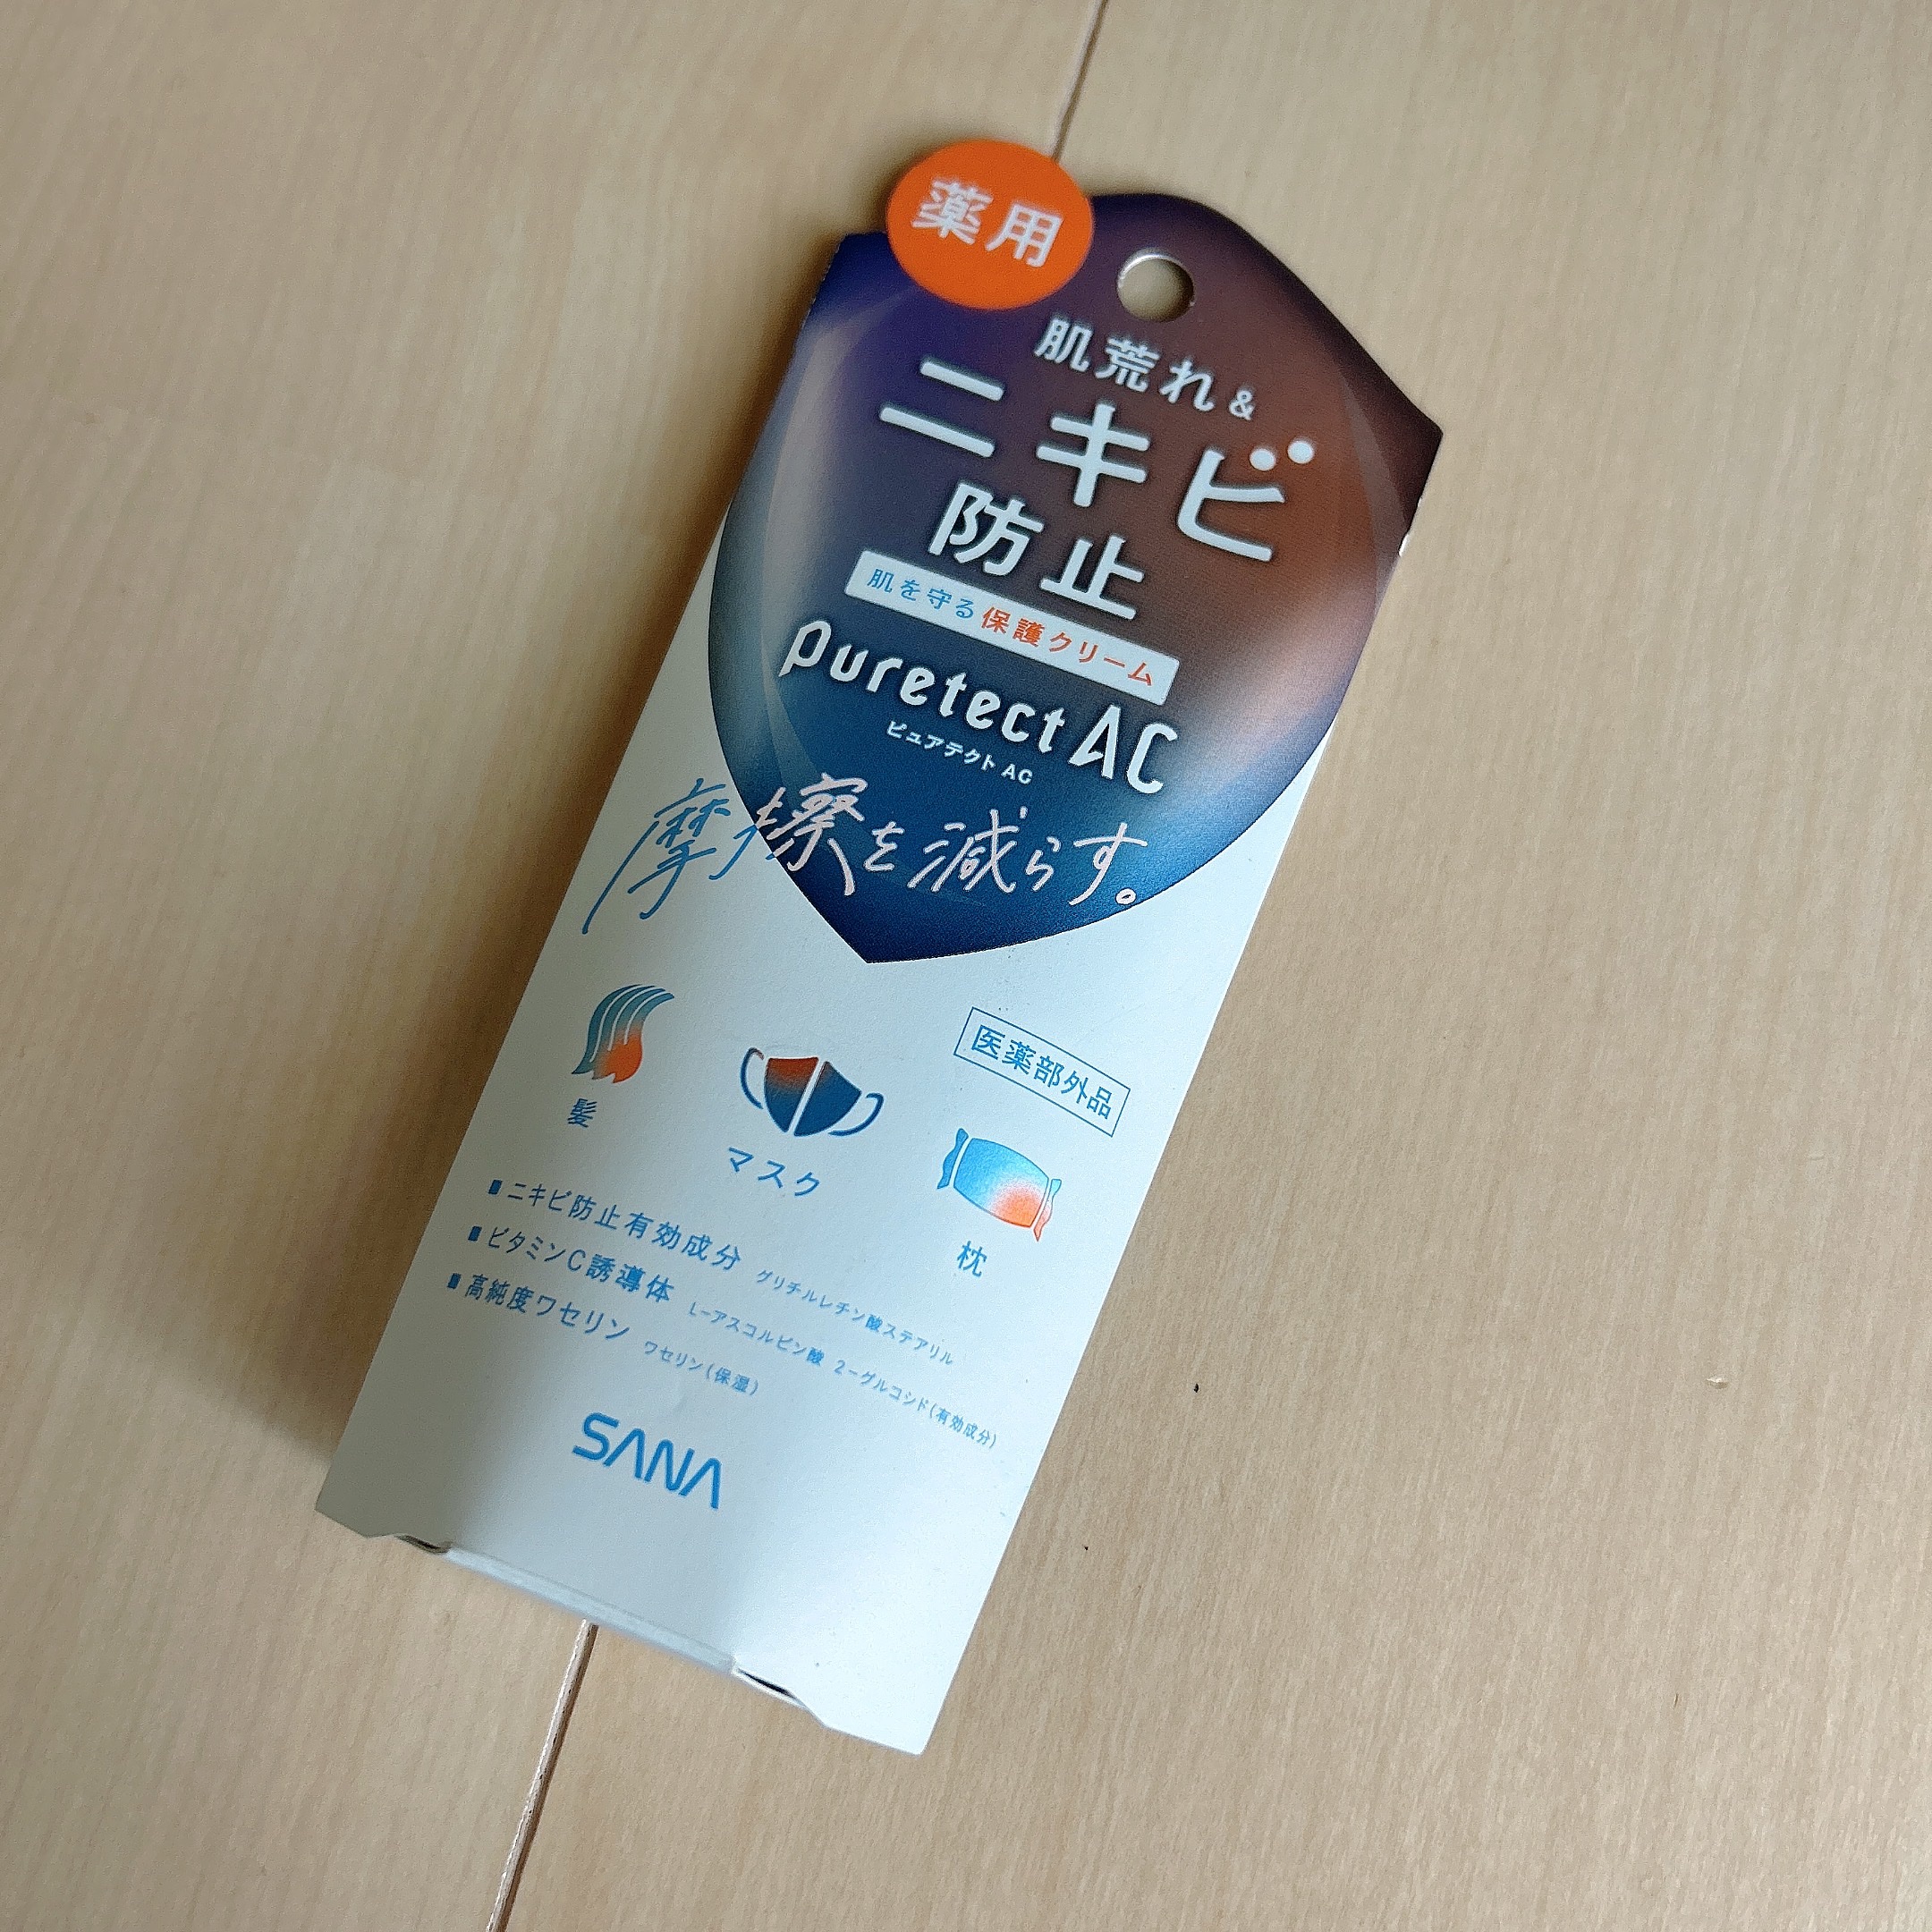 薬用
肌荒れ&
ニキビ
防止
肌を守る保護クリーム
puretect AC
ピュアテクト AC
摩擦を減らす。
医薬部外品
髪
マスク
枕
■ニキビ防止有効成分 グリチルレチン酸ステアリル
■ビタミンC誘導体 L-アスコルビン酸 2-グルコシド(有効成分)
■高純度ワセリン ワセリン(保湿)
SANA